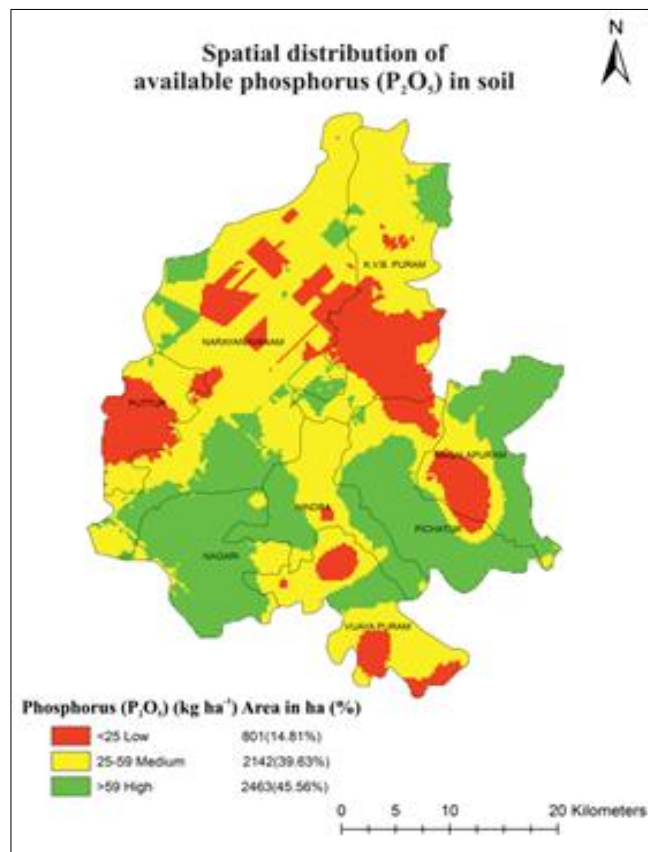 N
Spatial distribution of
available phosphorus (P₂O₅) in soil
K.V.B. PURAM
NARAYANAVANAM
PUTTUR
NAGALAPURAM
NINDRA
PICHATUR
NAGARI
VIJAYA PURAM
Phosphorus (P₂O₅) (kg ha⁻¹) Area in ha (%)
<25 Low 801(14.81%)
25-59 Medium 2142(39.63%)
>59 High 2463(45.56%)
0 5 10 20 Kilometers